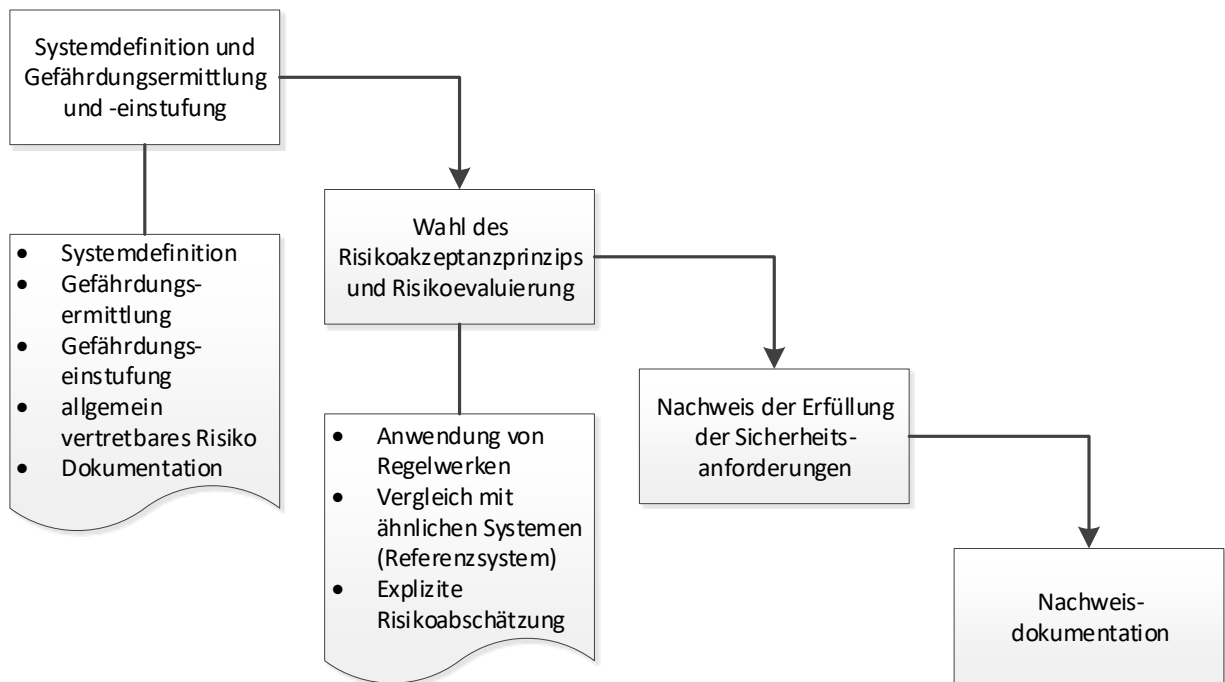 Systemdefinition und
Gefährdungsermittlung
und -einstufung
• Systemdefinition
• Gefährdungs-
ermittlung
• Gefährdungs-
einstufung
• allgemein
vertretbares Risiko
• Dokumentation
Wahl des
Risikoakzeptanzprinzips
und Risikoevaluierung
• Anwendung von
Regelwerken
• Vergleich mit
ähnlichen Systemen
(Referenzsystem)
• Explizite
Risikoabschätzung
Nachweis der Erfüllung
der Sicherheits-
anforderungen
Nachweis-
dokumentation